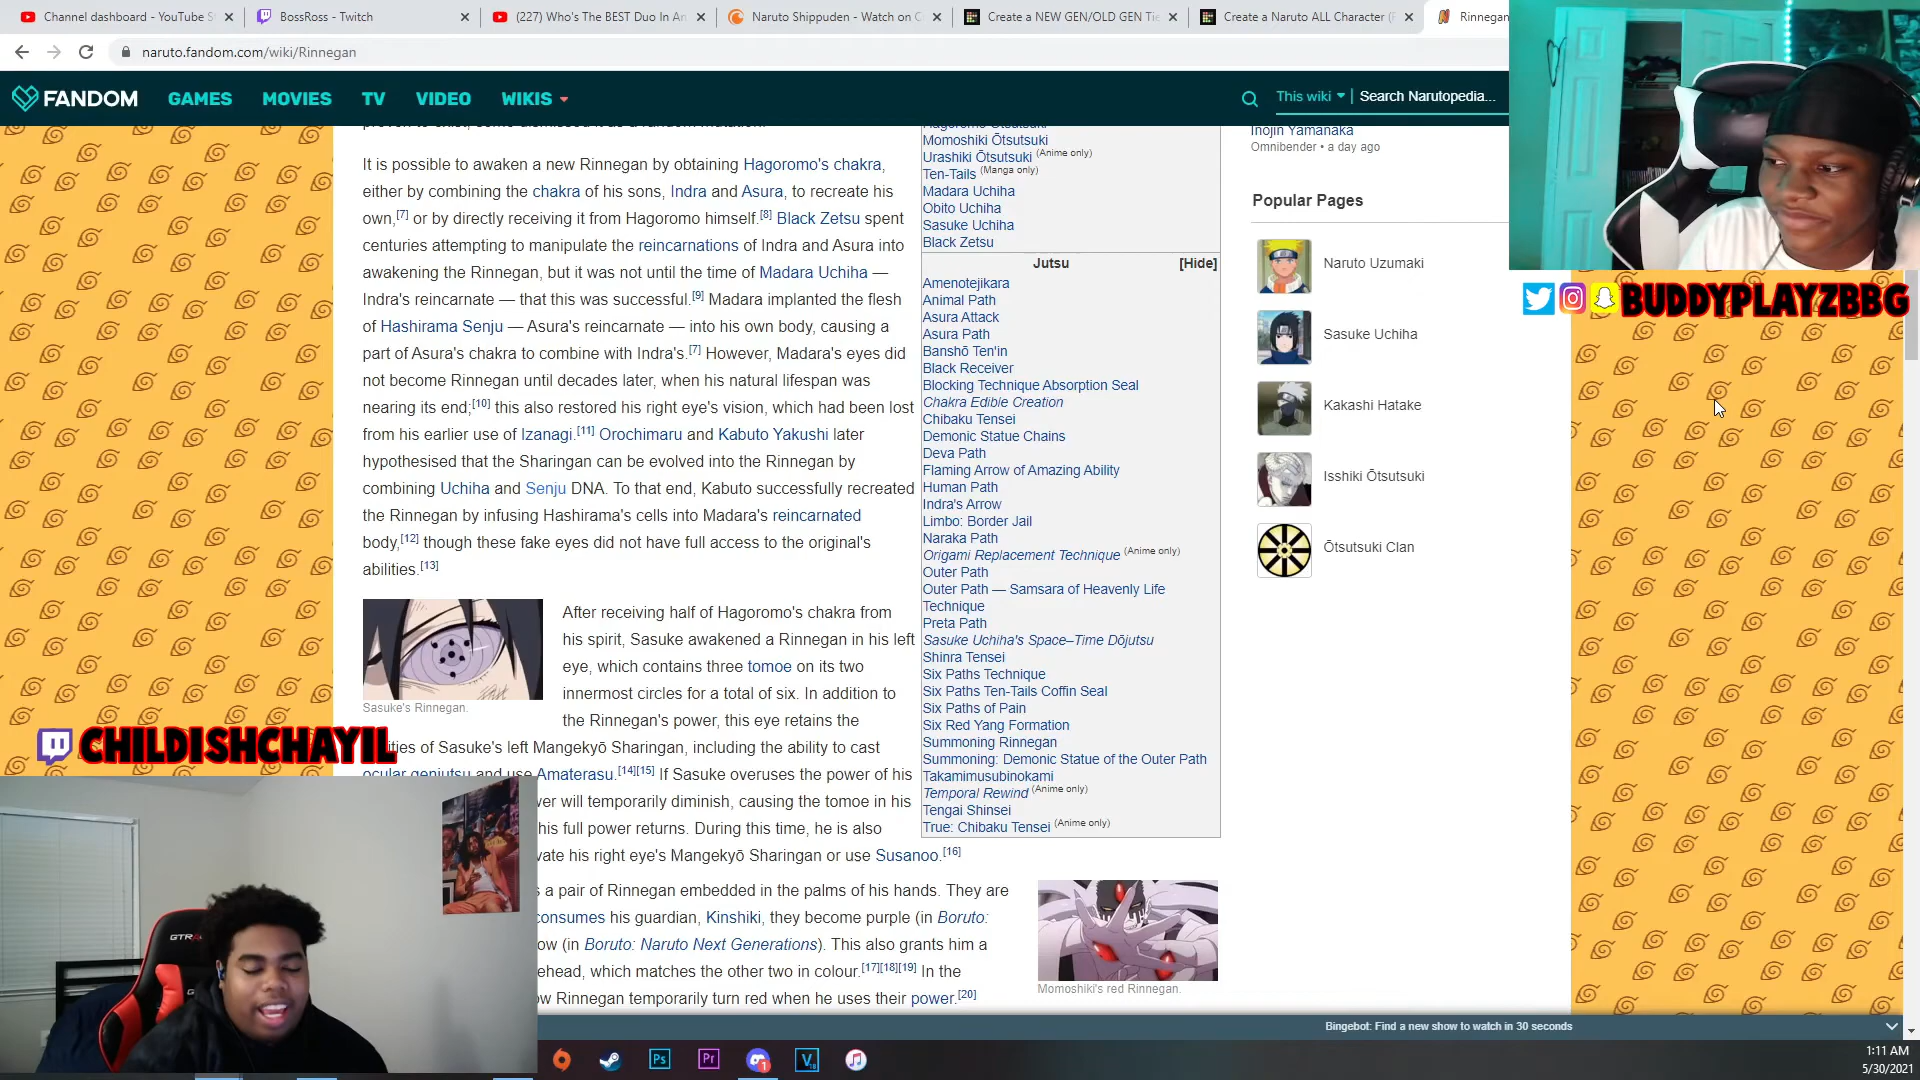 Channel dashboard - YouTube S
BossRoss - Twitch
(227) Who's The BEST Duo In An
Naruto Shippuden - Watch on C
Create a NEW GEN/OLD GEN Tie
Create a Naruto ALL Character (F
Rinnegan
naruto.fandom.com/wiki/Rinnegan
FANDOM
GAMES
MOVIES
TV
VIDEO
WIKIS
This wiki
Search Narutopedia...
It is possible to awaken a new Rinnegan by obtaining Hagoromo's chakra,
either by combining the chakra of his sons, Indra and Asura, to recreate his
own,[7] or by directly receiving it from Hagoromo himself.[8] Black Zetsu spent
centuries attempting to manipulate the reincarnations of Indra and Asura into
awakening the Rinnegan, but it was not until the time of Madara Uchiha —
Indra's reincarnate — that this was successful.[9] Madara implanted the flesh
of Hashirama Senju — Asura's reincarnate — into his own body, causing a
part of Asura's chakra to combine with Indra's.[7] However, Madara's eyes did
not become Rinnegan until decades later, when his natural lifespan was
nearing its end;[10] this also restored his right eye's vision, which had been lost
from his earlier use of Izanagi.[11] Orochimaru and Kabuto Yakushi later
hypothesised that the Sharingan can be evolved into the Rinnegan by
combining Uchiha and Senju DNA. To that end, Kabuto successfully recreated
the Rinnegan by infusing Hashirama's cells into Madara's reincarnated
body,[12] though these fake eyes did not have full access to the original's
abilities.[13]
Sasuke's Rinnegan.
After receiving half of Hagoromo's chakra from
his spirit, Sasuke awakened a Rinnegan in his left
eye, which contains three tomoe on its two
innermost circles for a total of six. In addition to
the Rinnegan's power, this eye retains the
ities of Sasuke's left Mangekyō Sharingan, including the ability to cast
ocular genjutsu and use Amaterasu.[14][15] If Sasuke overuses the power of his
wer will temporarily diminish, causing the tomoe in his
his full power returns. During this time, he is also
vate his right eye's Mangekyō Sharingan or use Susanoo.[16]
s a pair of Rinnegan embedded in the palms of his hands. They are
consumes his guardian, Kinshiki, they become purple (in Boruto:
ow (in Boruto: Naruto Next Generations). This also grants him a
ehead, which matches the other two in colour.[17][18][19] In the
ow Rinnegan temporarily turn red when he uses their power.[20]
Momoshiki's red Rinnegan.
Hagoromo Ōtsutsuki
Momoshiki Ōtsutsuki
Urashiki Ōtsutsuki (Anime only)
Ten-Tails (Manga only)
Madara Uchiha
Obito Uchiha
Sasuke Uchiha
Black Zetsu
Jutsu [Hide]
Amenotejikara
Animal Path
Asura Attack
Asura Path
Banshō Ten'in
Black Receiver
Blocking Technique Absorption Seal
Chakra Edible Creation
Chibaku Tensei
Demonic Statue Chains
Deva Path
Flaming Arrow of Amazing Ability
Human Path
Indra's Arrow
Limbo: Border Jail
Naraka Path
Origami Replacement Technique (Anime only)
Outer Path
Outer Path — Samsara of Heavenly Life
Technique
Preta Path
Sasuke Uchiha's Space–Time Dōjutsu
Shinra Tensei
Six Paths Technique
Six Paths Ten-Tails Coffin Seal
Six Paths of Pain
Six Red Yang Formation
Summoning Rinnegan
Summoning: Demonic Statue of the Outer Path
Takamimusubinokami
Temporal Rewind (Anime only)
Tengai Shinsei
True: Chibaku Tensei (Anime only)
Inojin Yamanaka
Omnibender • a day ago
Popular Pages
Naruto Uzumaki
Sasuke Uchiha
Kakashi Hatake
Isshiki Ōtsutsuki
Ōtsutsuki Clan
BUDDYPLAYZBBG
CHILDISHCHAYIL
GTRA
Bingebot: Find a new show to watch in 30 seconds
Ps
Pr
1
V
1:11 AM
5/30/2021